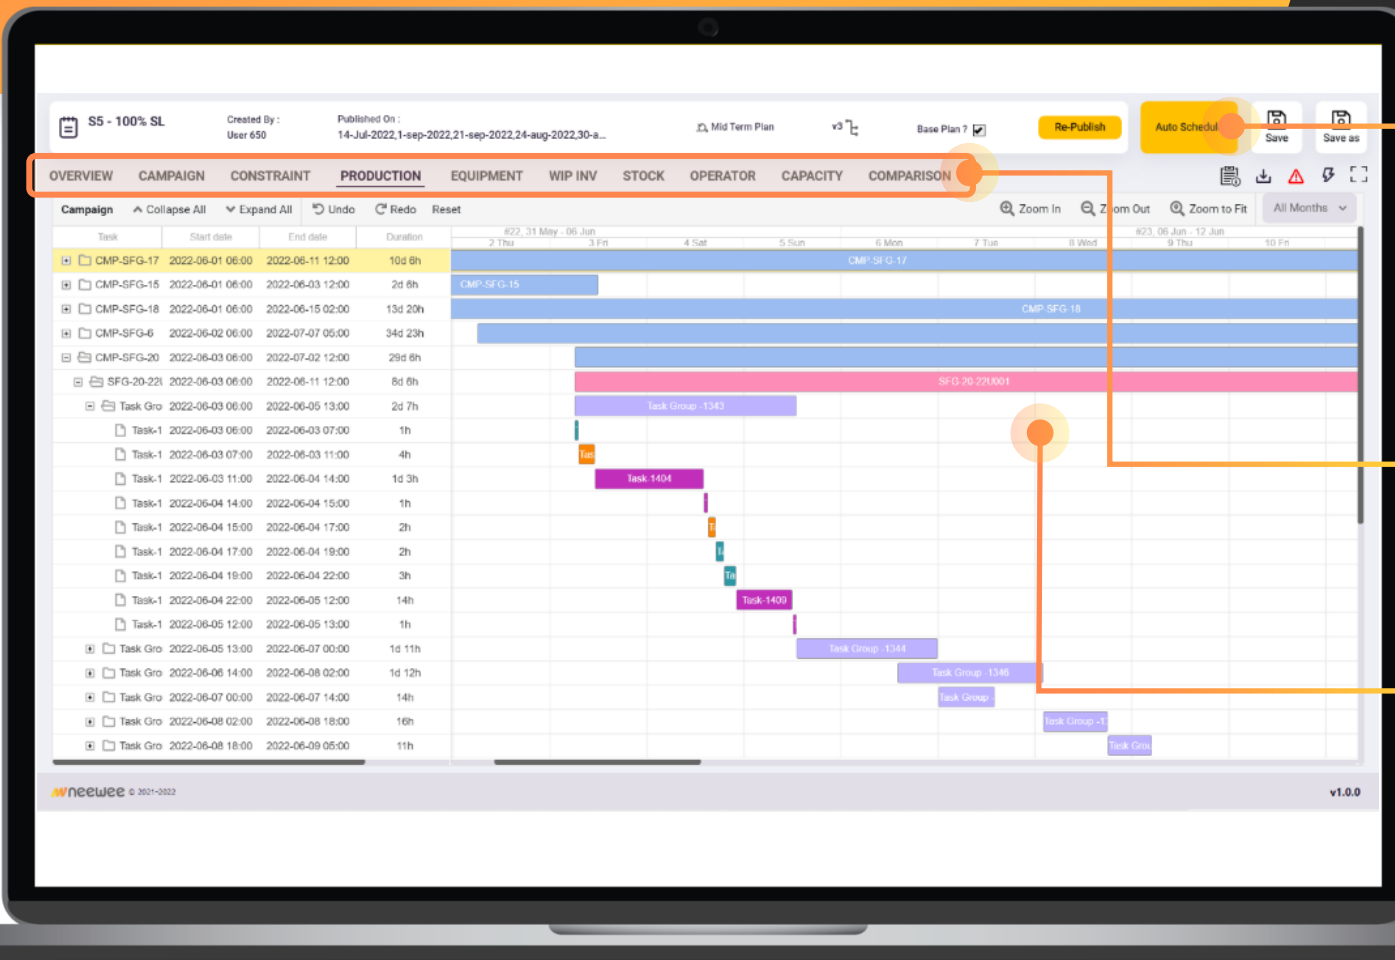 S5 - 100% SL
Created By :
User 650
Published On :
14-Jul-2022,1-sep-2022,21-sep-2022,24-aug-2022,30-a...
Mid Term Plan
v3
Base Plan ?
Re-Publish
Auto Schedul
Save
Save as
OVERVIEW CAMPAIGN CONSTRAINT PRODUCTION EQUIPMENT WIP INV STOCK OPERATOR CAPACITY COMPARISON
Campaign Collapse All Expand All Undo Redo Reset Zoom In Zoom Out Zoom to Fit All Months
Task Start date End date Duration
#22, 31 May - 06 Jun #23, 06 Jun - 12 Jun
2 Thu 3 Fri 4 Sat 5 Sun 6 Mon 7 Tue 8 Wed 9 Thu 10 Fri
CMP-SFG-17 2022-06-01 06:00 2022-06-11 12:00 10d 6h CMP-SFG-17
CMP-SFG-15 2022-06-01 06:00 2022-06-03 12:00 2d 6h CMP-SFG-15
CMP-SFG-18 2022-06-01 06:00 2022-06-15 02:00 13d 20h CMP-SFG-18
CMP-SFG-6 2022-06-02 06:00 2022-07-07 05:00 34d 23h
CMP-SFG-20 2022-06-03 06:00 2022-07-02 12:00 29d 6h
SFG-20-22U 2022-06-03 06:00 2022-06-11 12:00 8d 6h SFG-20-22U001
Task Gro 2022-06-03 06:00 2022-06-05 13:00 2d 7h Task Group -1343
Task-1 2022-06-03 06:00 2022-06-03 07:00 1h
Task-1 2022-06-03 07:00 2022-06-03 11:00 4h Tas
Task-1 2022-06-03 11:00 2022-06-04 14:00 1d 3h Task-1404
Task-1 2022-06-04 14:00 2022-06-04 15:00 1h
Task-1 2022-06-04 15:00 2022-06-04 17:00 2h T
Task-1 2022-06-04 17:00 2022-06-04 19:00 2h
Task-1 2022-06-04 19:00 2022-06-04 22:00 3h Ta
Task-1 2022-06-04 22:00 2022-06-05 12:00 14h Task-1409
Task-1 2022-06-05 12:00 2022-06-05 13:00 1h
Task Gro 2022-06-05 13:00 2022-06-07 00:00 1d 11h Task Group -1344
Task Gro 2022-06-06 14:00 2022-06-08 02:00 1d 12h Task Group -1346
Task Gro 2022-06-07 00:00 2022-06-07 14:00 14h Task Group -
Task Gro 2022-06-08 02:00 2022-06-08 18:00 16h Task Group -1
Task Gro 2022-06-08 18:00 2022-06-09 05:00 11h Task Grou
neewee © 2021-2022
v1.0.0